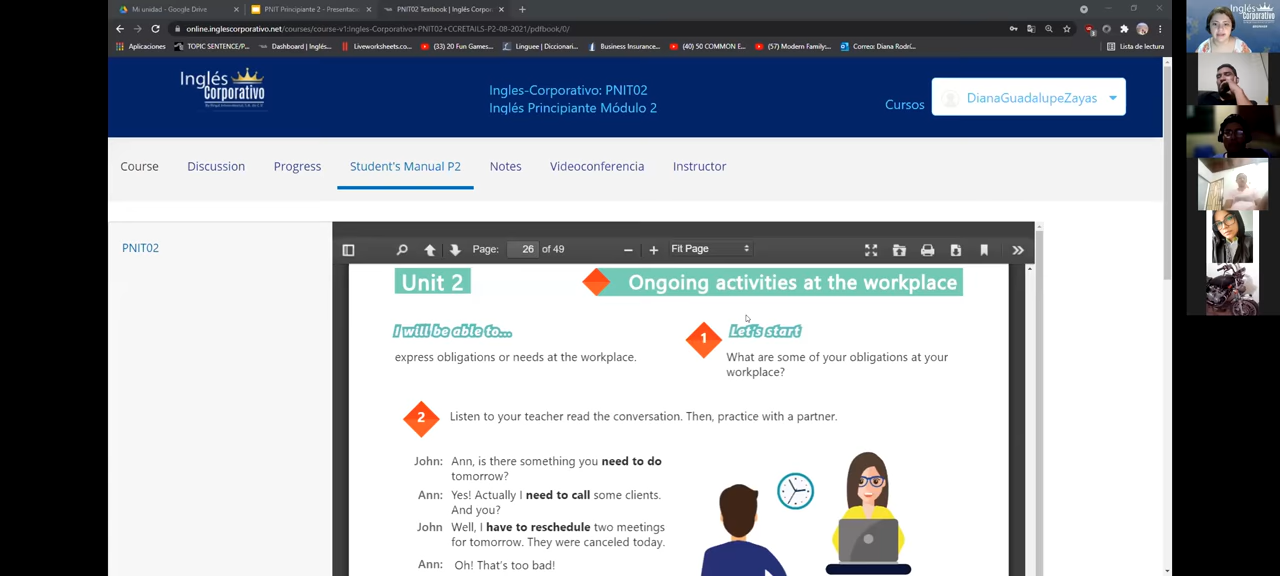 Mi unidad - Google Drive
PNIT Principiante 2 - Presentac
PNIT02 Textbook | Inglés Corpora
online.inglescorporativo.net/courses/course-v1:ingles-Corporativo+PNIT02+CCRETAILS-P2-08-2021/pdfbook/0/
Aplicaciones
TOPIC SENTENCE/P...
Dashboard | Inglés...
Liveworksheets.co...
(33) 20 Fun Games...
Linguee | Diccionari...
Business Insurance...
(40) 50 COMMON E...
(57) Modern Family:...
Correo: Diana Rodri...
Lista de lectura
Inglés
Corporativo
Ingles-Corporativo: PNIT02
Inglés Principiante Módulo 2
Cursos
DianaGuadalupeZayas
Course
Discussion
Progress
Student's Manual P2
Notes
Videoconferencia
Instructor
PNIT02
Page:
26
of 49
Fit Page
Unit 2
Ongoing activities at the workplace
I will be able to...
express obligations or needs at the workplace.
1
Let's start
What are some of your obligations at your
workplace?
2
Listen to your teacher read the conversation. Then, practice with a partner.
John: Ann, is there something you need to do
tomorrow?
Ann: Yes! Actually I need to call some clients.
And you?
John Well, I have to reschedule two meetings
for tomorrow. They were canceled today.
Ann: Oh! That's too bad!
Inglés
Corporativo